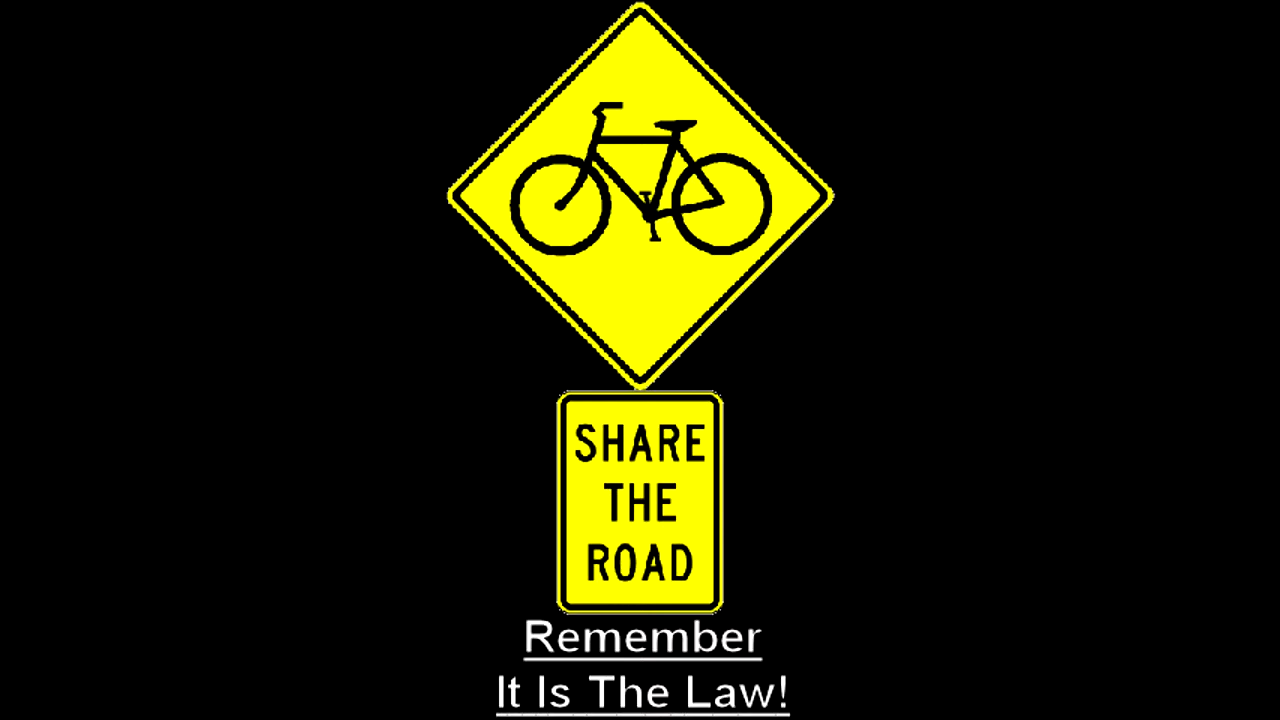 SHARE
THE
ROAD
Remember
It Is The Law!